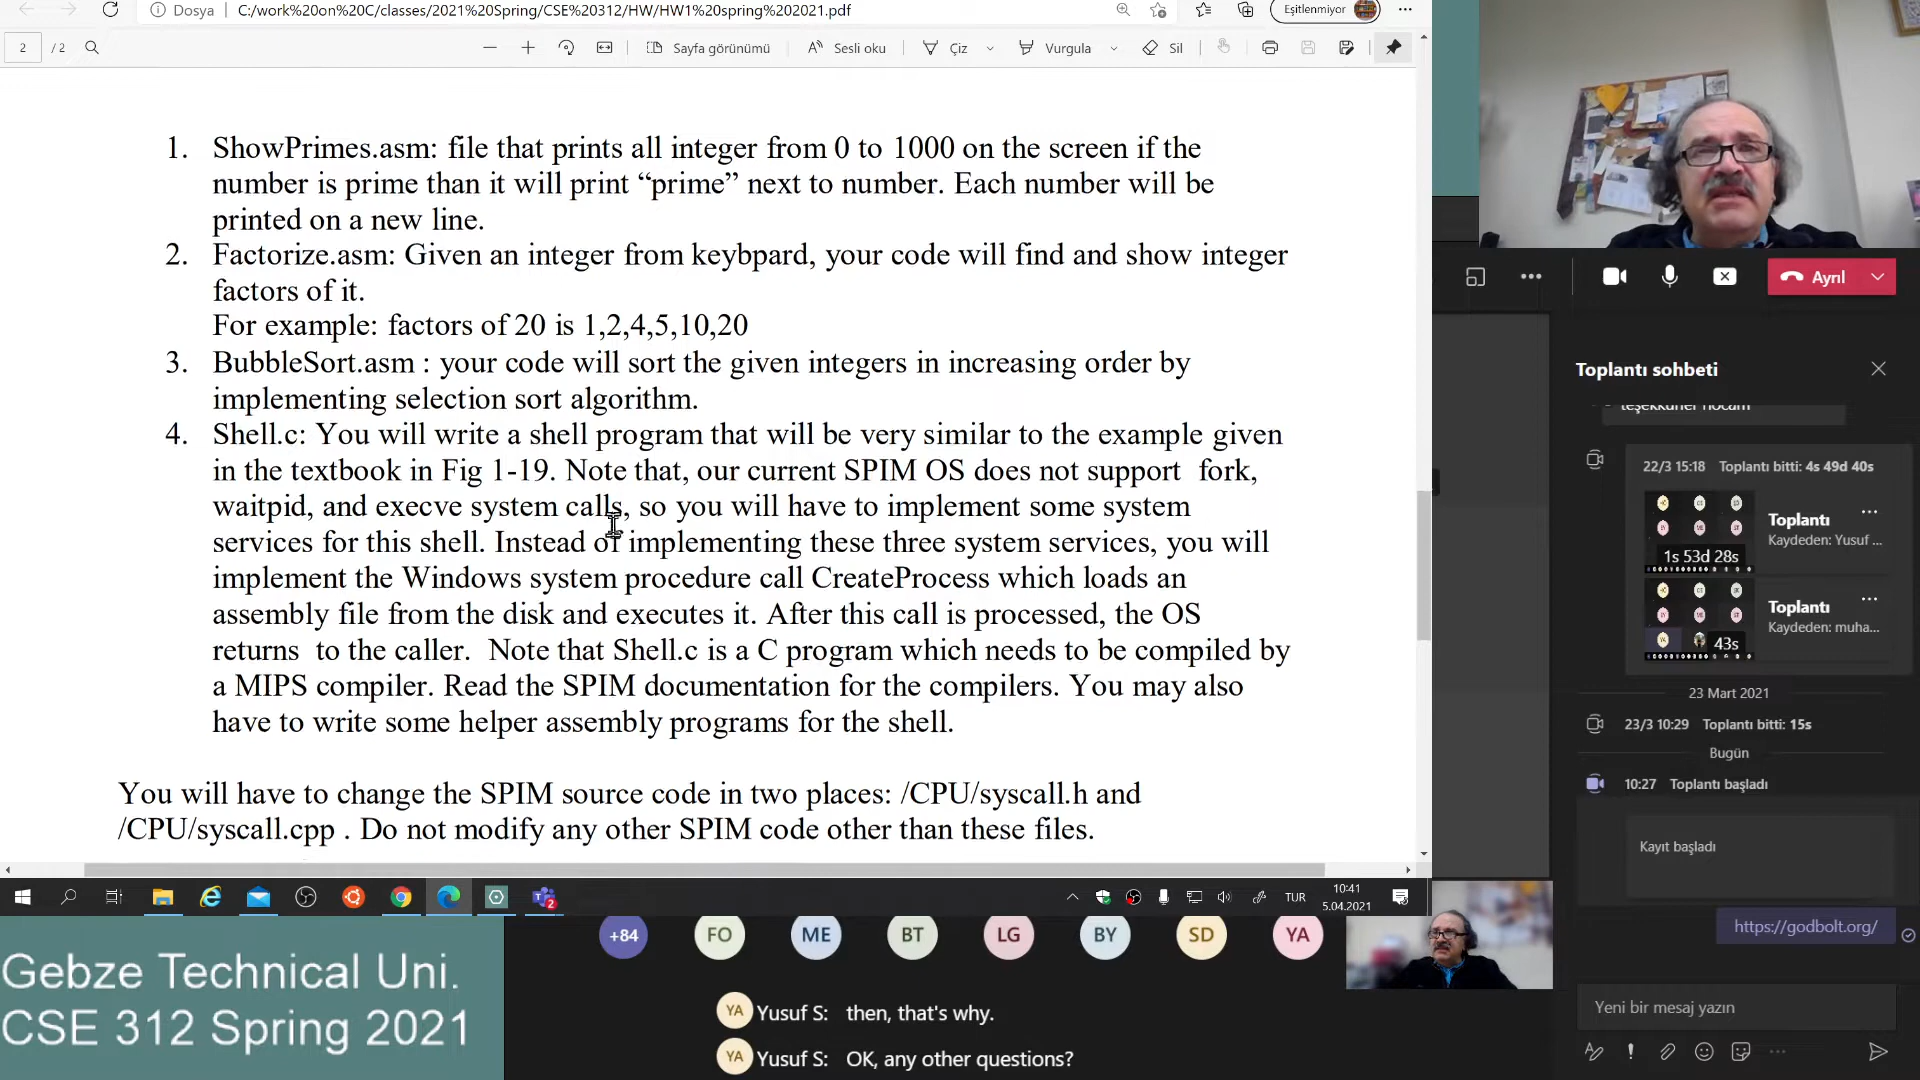 Dosya
C:/work%20on%20C/classes/2021%20Spring/CSE%20312/HW/HW1%20spring%202021.pdf
Eşitlenmiyor
2
/ 2
Sayfa görünümü
Sesli oku
Çiz
Vurgula
Sil
1. ShowPrimes.asm: file that prints all integer from 0 to 1000 on the screen if the
number is prime than it will print “prime” next to number. Each number will be
printed on a new line.
2. Factorize.asm: Given an integer from keybpard, your code will find and show integer
factors of it.
For example: factors of 20 is 1,2,4,5,10,20
3. BubbleSort.asm : your code will sort the given integers in increasing order by
implementing selection sort algorithm.
4. Shell.c: You will write a shell program that will be very similar to the example given
in the textbook in Fig 1-19. Note that, our current SPIM OS does not support fork,
waitpid, and execve system calls, so you will have to implement some system
services for this shell. Instead of implementing these three system services, you will
implement the Windows system procedure call CreateProcess which loads an
assembly file from the disk and executes it. After this call is processed, the OS
returns to the caller. Note that Shell.c is a C program which needs to be compiled by
a MIPS compiler. Read the SPIM documentation for the compilers. You may also
have to write some helper assembly programs for the shell.
You will have to change the SPIM source code in two places: /CPU/syscall.h and
/CPU/syscall.cpp . Do not modify any other SPIM code other than these files.
Ayrıl
Toplantı sohbeti
teşekkürler hocam
22/3 15:18 Toplantı bitti: 4s 49d 40s
Toplantı
Kaydeden: Yusuf ...
1s 53d 28s
Toplantı
Kaydeden: muha...
43s
23 Mart 2021
23/3 10:29 Toplantı bitti: 15s
Bugün
10:27 Toplantı başladı
Kayıt başladı
https://godbolt.org/
Yeni bir mesaj yazın
2
TUR
10:41
5.04.2021
+84
FO
ME
BT
LG
BY
SD
YA
Gebze Technical Uni.
CSE 312 Spring 2021
YA Yusuf S: then, that's why.
YA Yusuf S: OK, any other questions?